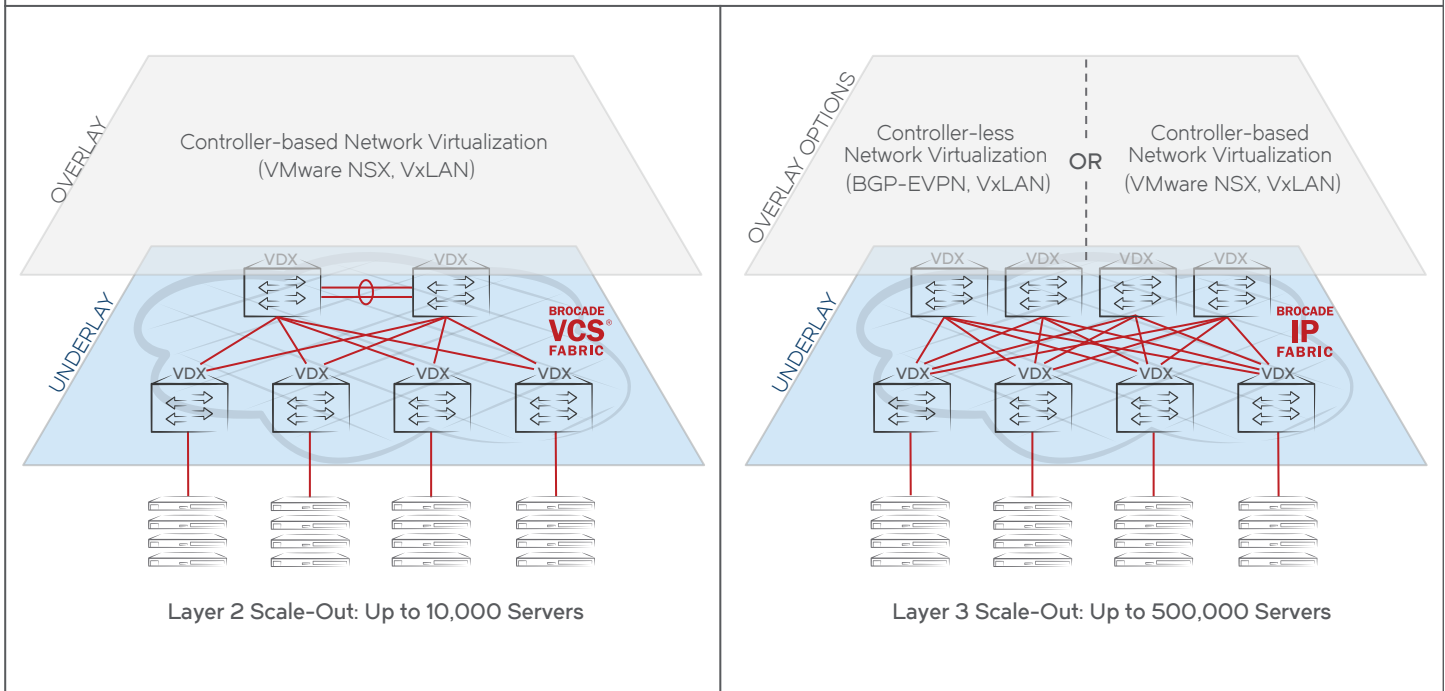 OVERLAY
Controller-based Network Virtualization
(VMware NSX, VxLAN)
UNDERLAY
VDX
VDX
BROCADE
VCS®
FABRIC
VDX
VDX
VDX
VDX
Layer 2 Scale-Out: Up to 10,000 Servers
OVERLAY OPTIONS
Controller-less
Network Virtualization
(BGP-EVPN, VxLAN)
OR
Controller-based
Network Virtualization
(VMware NSX, VxLAN)
UNDERLAY
VDX
VDX
VDX
VDX
BROCADE
IP
FABRIC
VDX
VDX
VDX
VDX
Layer 3 Scale-Out: Up to 500,000 Servers